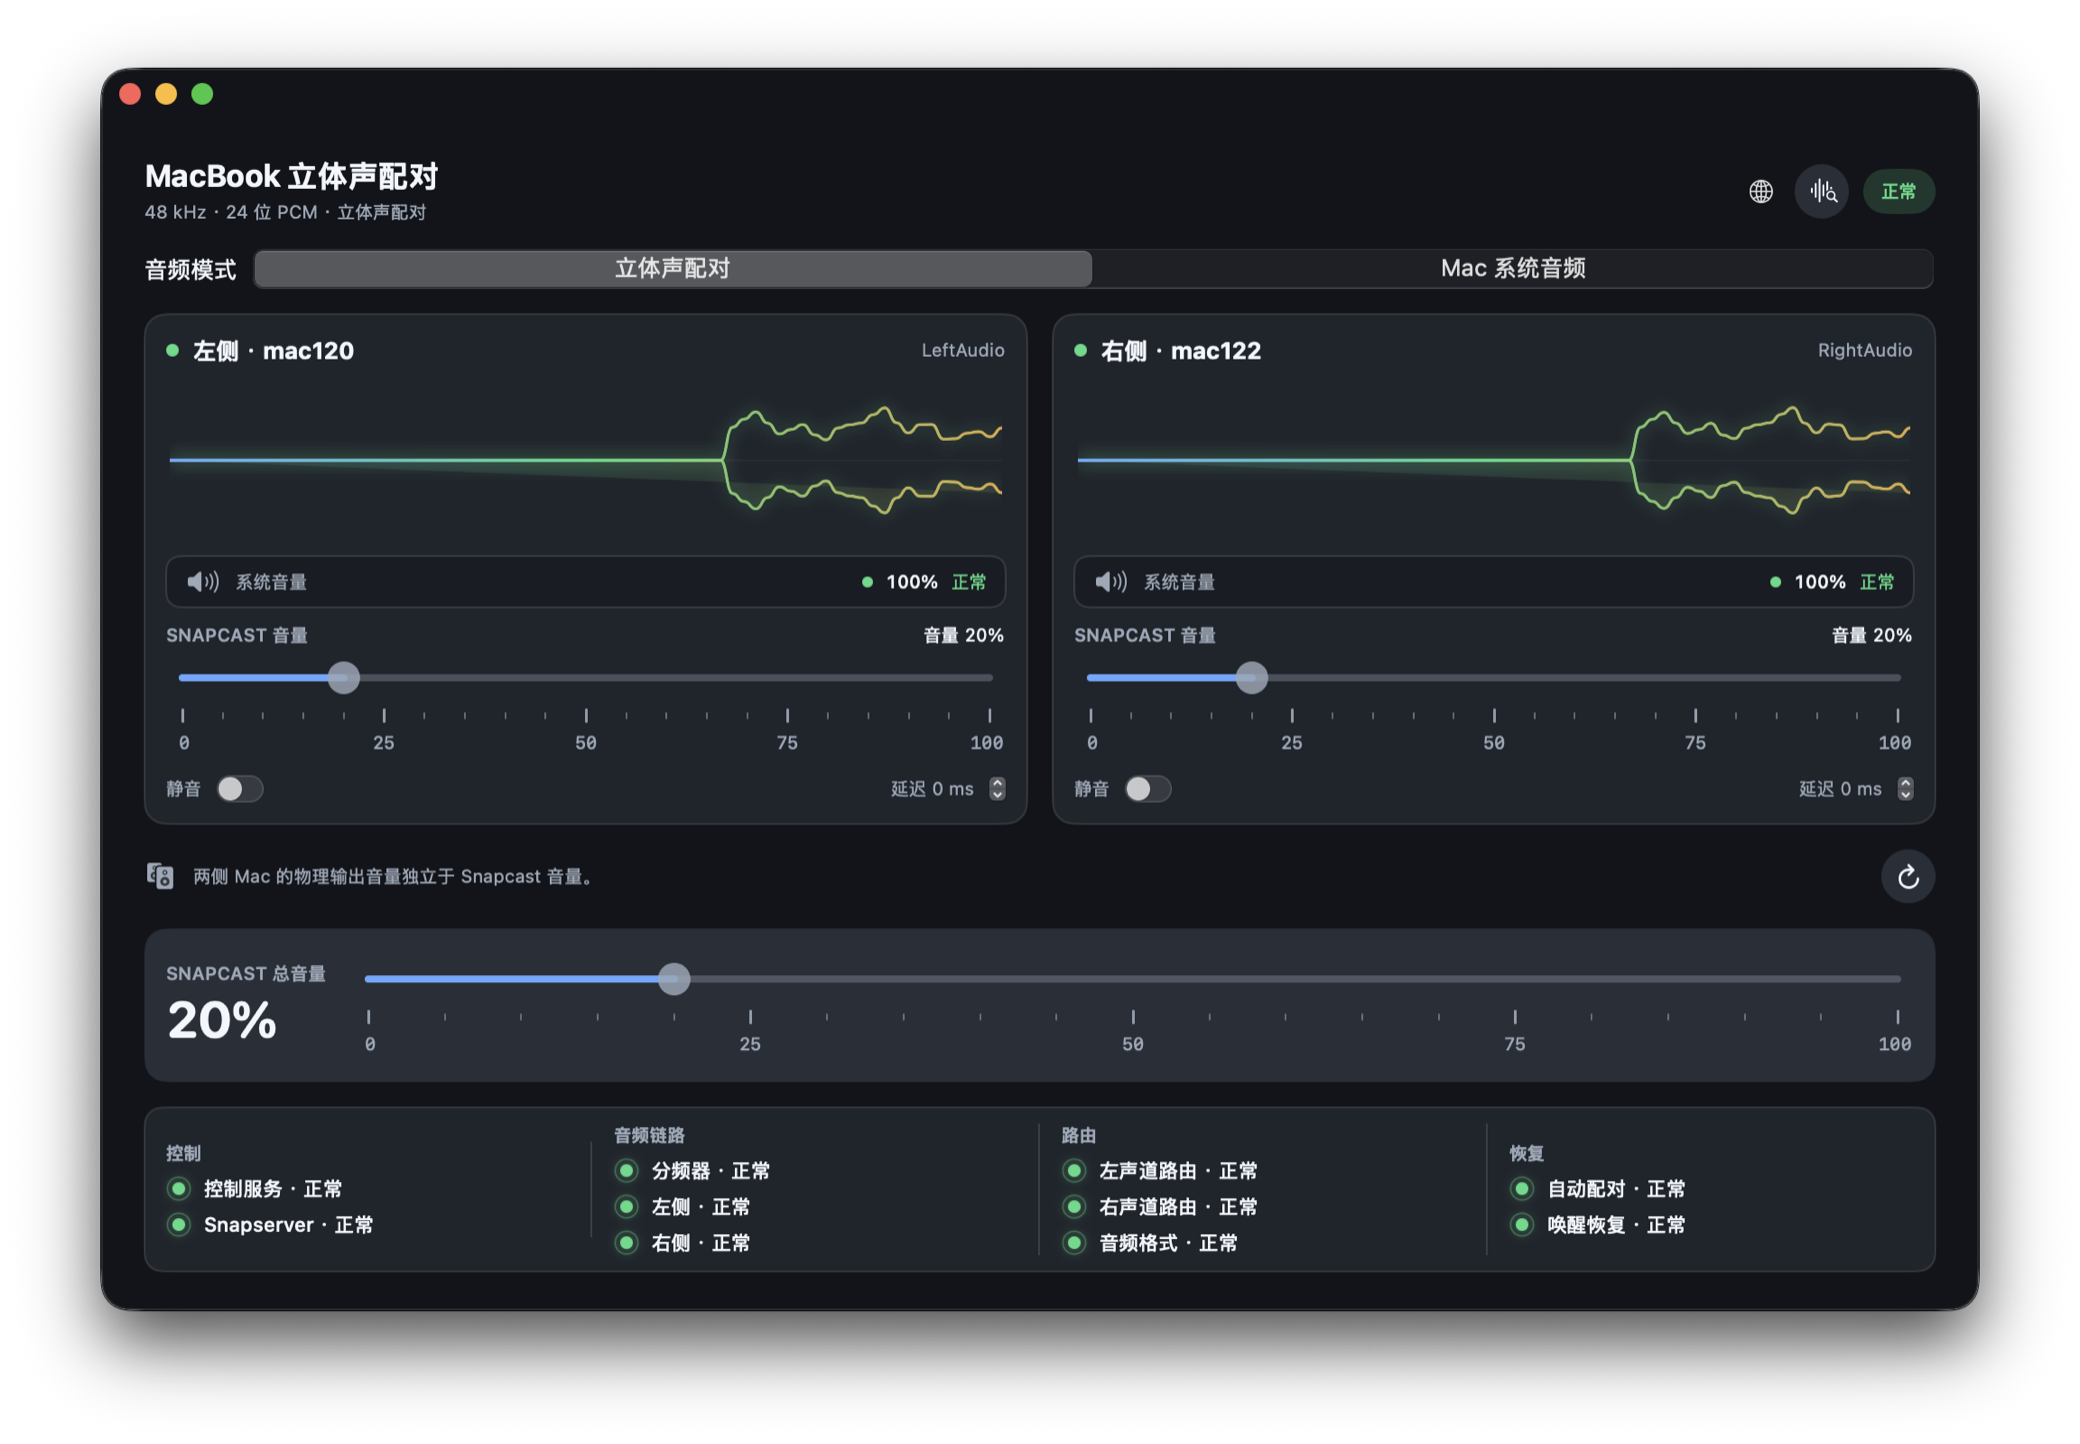 MacBook 立体声配对
48 kHz · 24 位 PCM · 立体声配对
正常
音频模式
立体声配对
Mac 系统音频
左侧 · mac120
LeftAudio
系统音量
100% 正常
SNAPCAST 音量
音量 20%
0 25 50 75 100
静音
延迟 0 ms
右侧 · mac122
RightAudio
系统音量
100% 正常
SNAPCAST 音量
音量 20%
0 25 50 75 100
静音
延迟 0 ms
两侧 Mac 的物理输出音量独立于 Snapcast 音量。
SNAPCAST 总音量
20%
0 25 50 75 100
控制
控制服务 · 正常
Snapserver · 正常
音频链路
分频器 · 正常
左侧 · 正常
右侧 · 正常
路由
左声道路由 · 正常
右声道路由 · 正常
音频格式 · 正常
恢复
自动配对 · 正常
唤醒恢复 · 正常